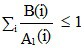 ∑ᵢ B(i)/A₁(i) ≤ 1